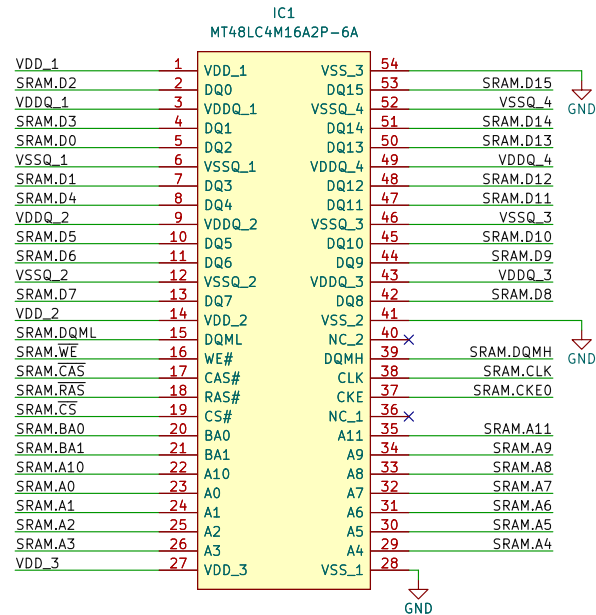 IC1
MT48LC4M16A2P-6A
VDD_1 1 VDD_1 VSS_3 54
SRAM.D2 2 DQ0 DQ15 53 SRAM.D15
VDDQ_1 3 VDDQ_1 VSSQ_4 52 VSSQ_4
SRAM.D3 4 DQ1 DQ14 51 SRAM.D14
SRAM.D0 5 DQ2 DQ13 50 SRAM.D13
VSSQ_1 6 VSSQ_1 VDDQ_4 49 VDDQ_4
SRAM.D1 7 DQ3 DQ12 48 SRAM.D12
SRAM.D4 8 DQ4 DQ11 47 SRAM.D11
VDDQ_2 9 VDDQ_2 VSSQ_3 46 VSSQ_3
SRAM.D5 10 DQ5 DQ10 45 SRAM.D10
SRAM.D6 11 DQ6 DQ9 44 SRAM.D9
VSSQ_2 12 VSSQ_2 VDDQ_3 43 VDDQ_3
SRAM.D7 13 DQ7 DQ8 42 SRAM.D8
VDD_2 14 VDD_2 VSS_2 41
SRAM.DQML 15 DQML NC_2 40
SRAM.WE 16 WE# DQMH 39 SRAM.DQMH
SRAM.CAS 17 CAS# CLK 38 SRAM.CLK
SRAM.RAS 18 RAS# CKE 37 SRAM.CKE0
SRAM.CS 19 CS# NC_1 36
SRAM.BA0 20 BA0 A11 35 SRAM.A11
SRAM.BA1 21 BA1 A9 34 SRAM.A9
SRAM.A10 22 A10 A8 33 SRAM.A8
SRAM.A0 23 A0 A7 32 SRAM.A7
SRAM.A1 24 A1 A6 31 SRAM.A6
SRAM.A2 25 A2 A5 30 SRAM.A5
SRAM.A3 26 A3 A4 29 SRAM.A4
VDD_3 27 VDD_3 VSS_1 28
GND
GND
GND